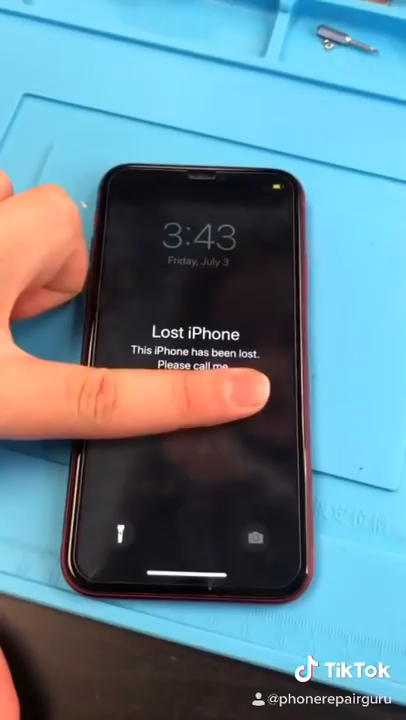 3:43
Friday, July 3
Lost iPhone
This iPhone has been lost.
Please call me.
TikTok
@phonerepairguru